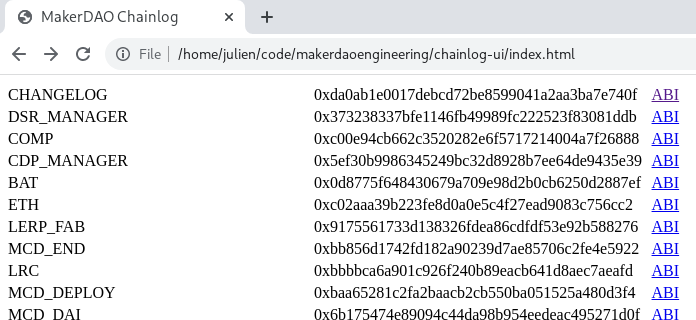 MakerDAO Chainlog
File | /home/julien/code/makerdaoengineering/chainlog-ui/index.html
CHANGELOG 0xda0ab1e0017debcd72be8599041a2aa3ba7e740f ABI
DSR_MANAGER 0x373238337bfe1146fb49989fc222523f83081ddb ABI
COMP 0xc00e94cb662c3520282e6f5717214004a7f26888 ABI
CDP_MANAGER 0x5ef30b9986345249bc32d8928b7ee64de9435e39 ABI
BAT 0x0d8775f648430679a709e98d2b0cb6250d2887ef ABI
ETH 0xc02aaa39b223fe8d0a0e5c4f27ead9083c756cc2 ABI
LERP_FAB 0x9175561733d138326fdea86cdfdf53e92b588276 ABI
MCD_END 0xbb856d1742fd182a90239d7ae85706c2fe4e5922 ABI
LRC 0xbbbbca6a901c926f240b89eacb641d8aec7aeafd ABI
MCD_DEPLOY 0xbaa65281c2fa2baacb2cb550ba051525a480d3f4 ABI
MCD_DAI 0x6b175474e89094c44da98b954eedeac495271d0f ABI